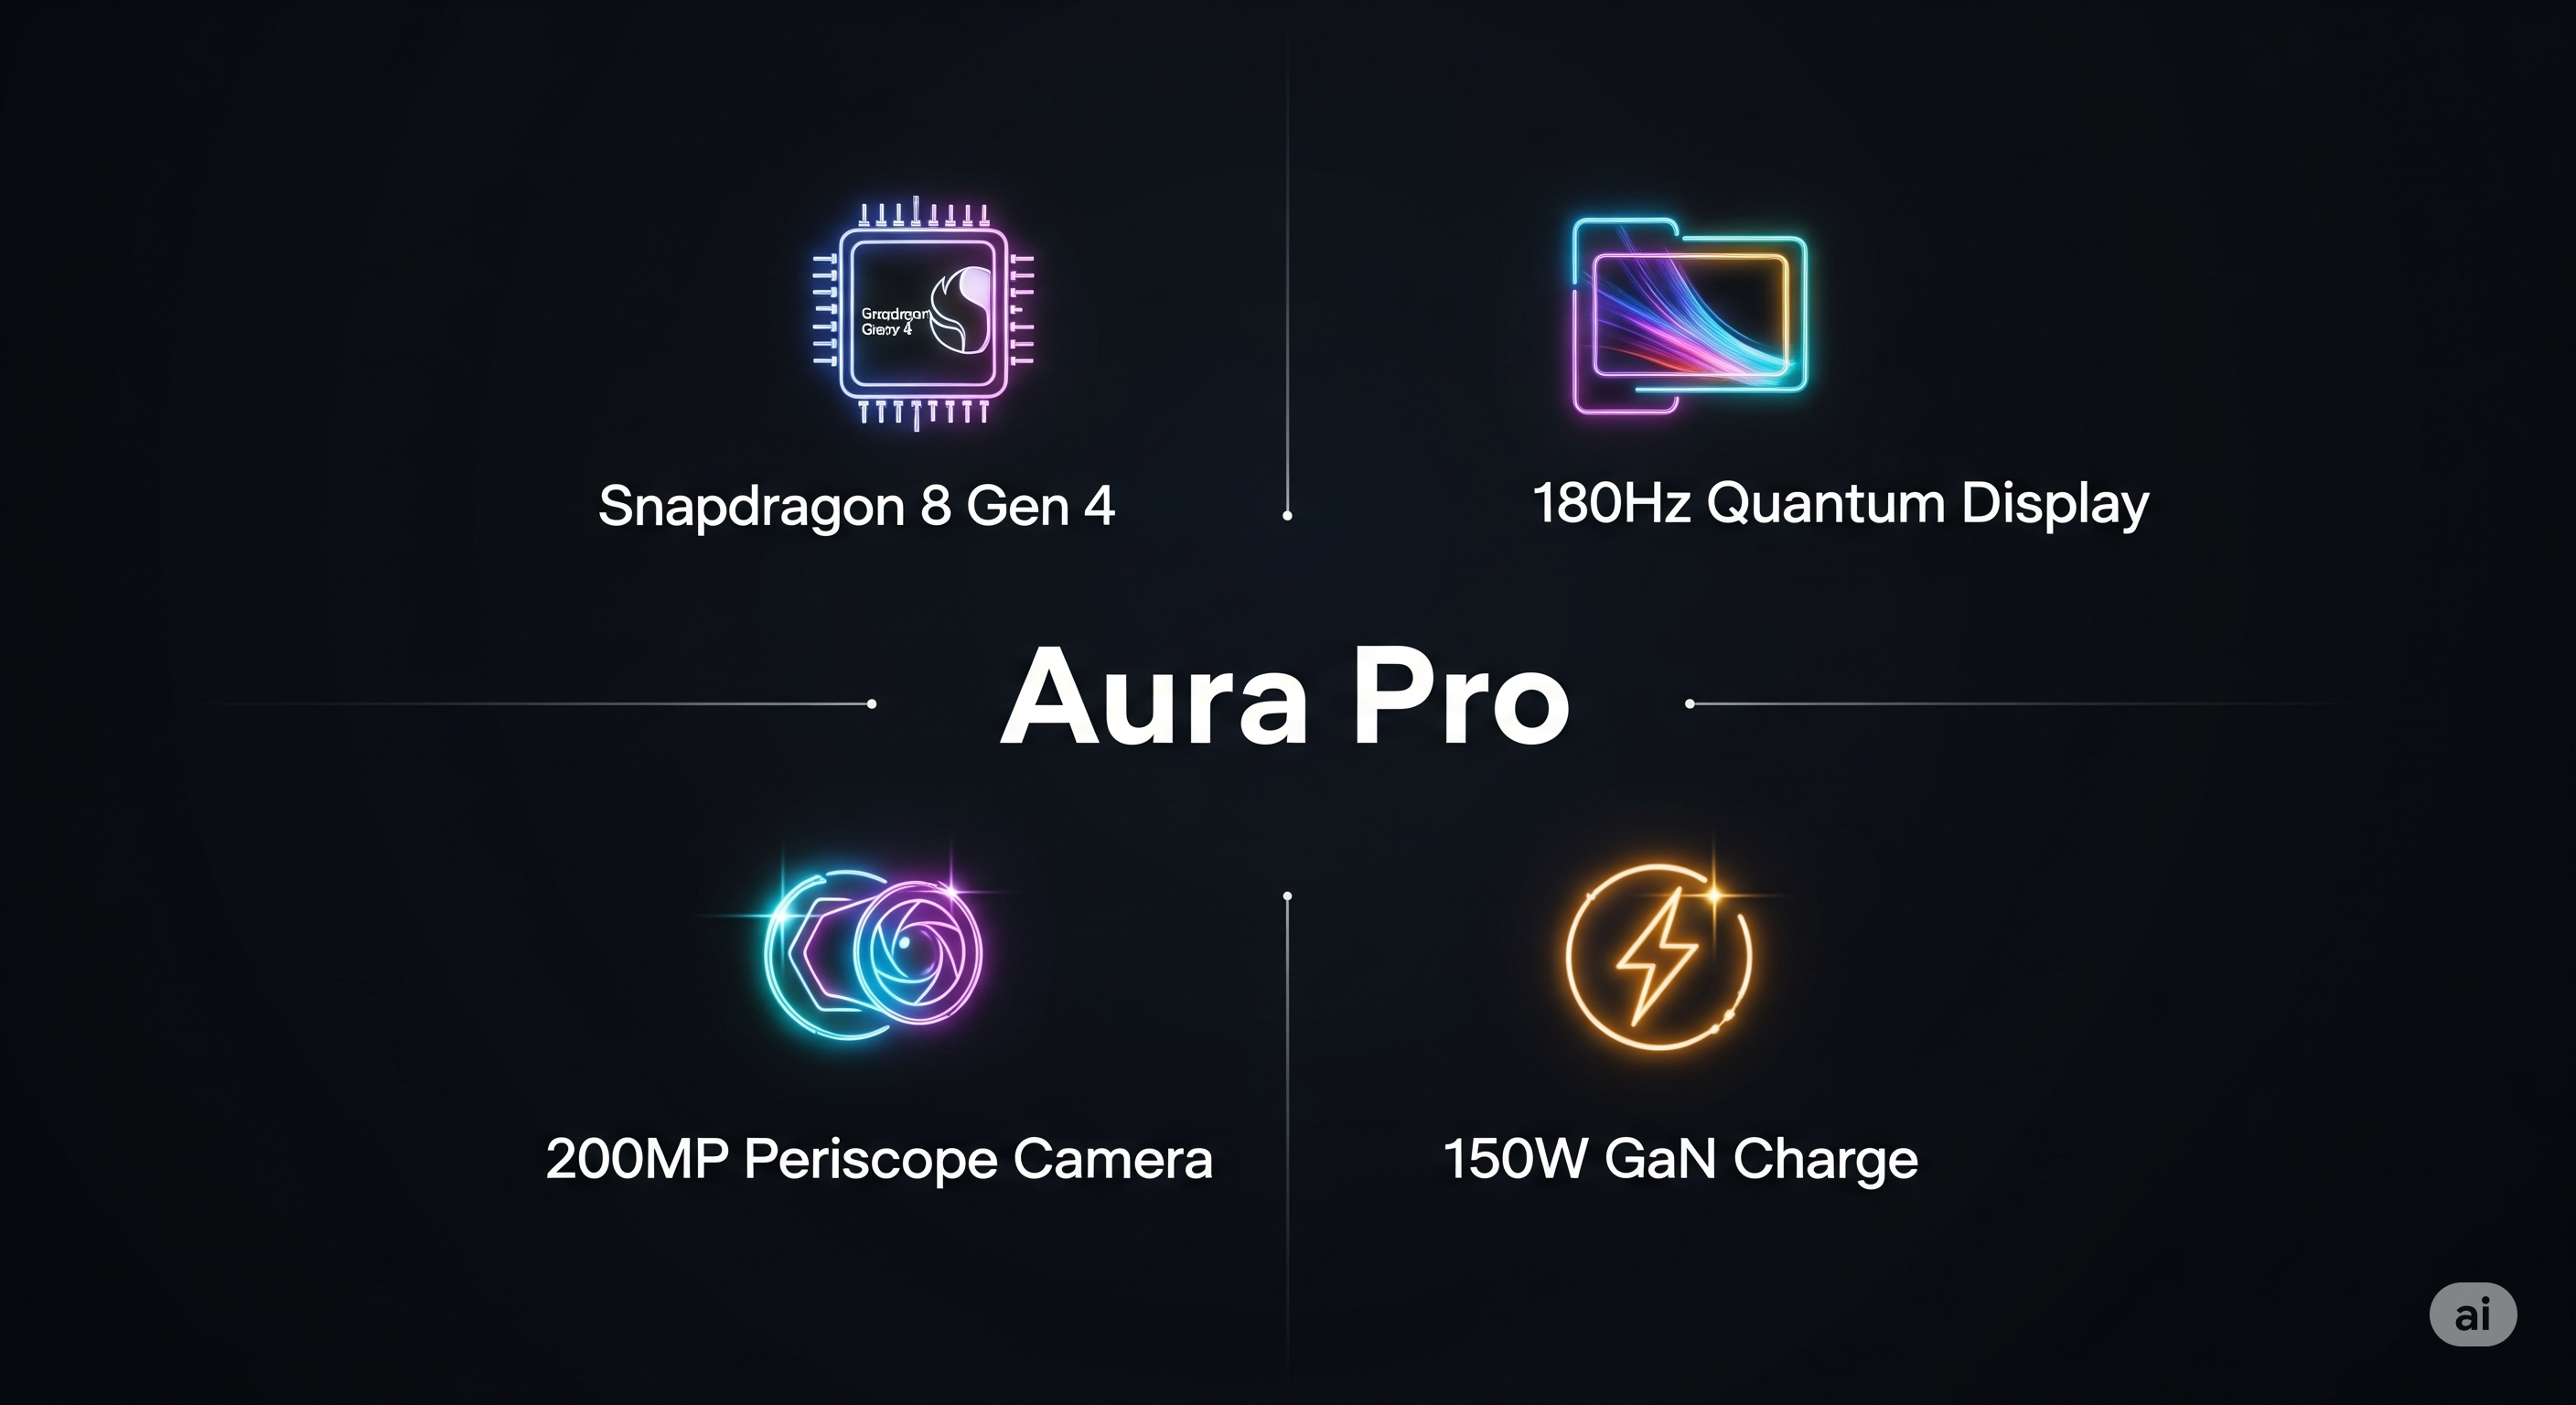 Snapdragon 8 Gen 4
180Hz Quantum Display
Aura Pro
200MP Periscope Camera
150W GaN Charge
ai